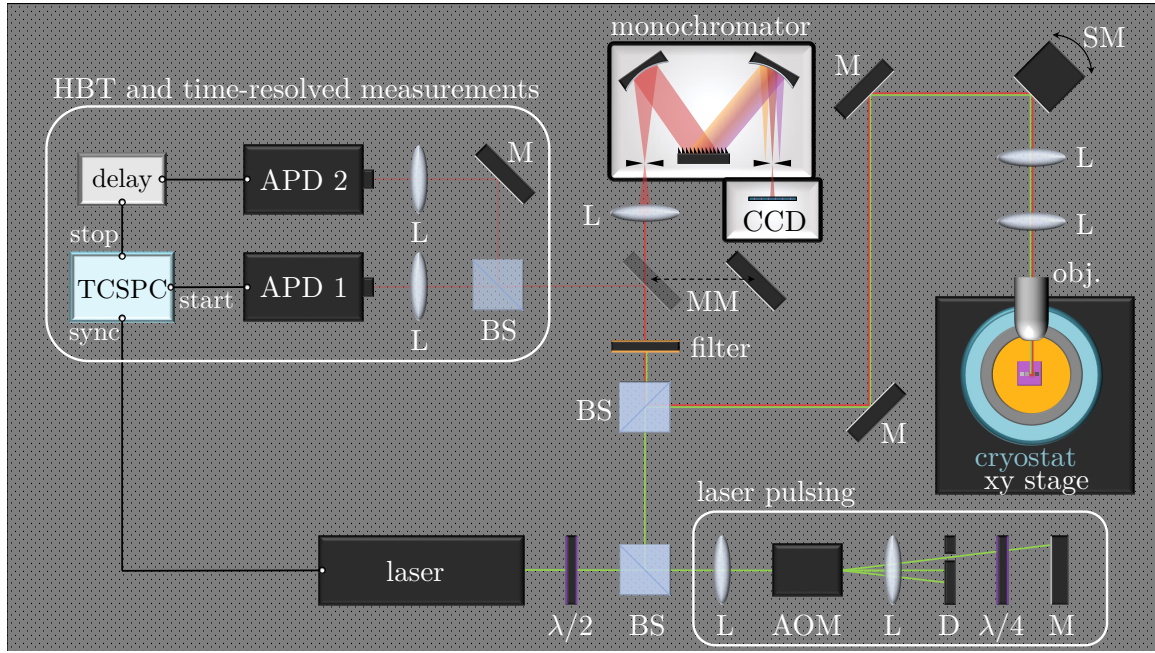 monochromator
SM
M
HBT and time-resolved measurements
M
L
delay
APD 2
L
L
CCD
L
stop
obj.
TCSPC
start
APD 1
MM
sync
L
BS
filter
BS
M
cryostat
xy stage
laser pulsing
laser
λ/2
BS
L
AOM
L
D
λ/4
M